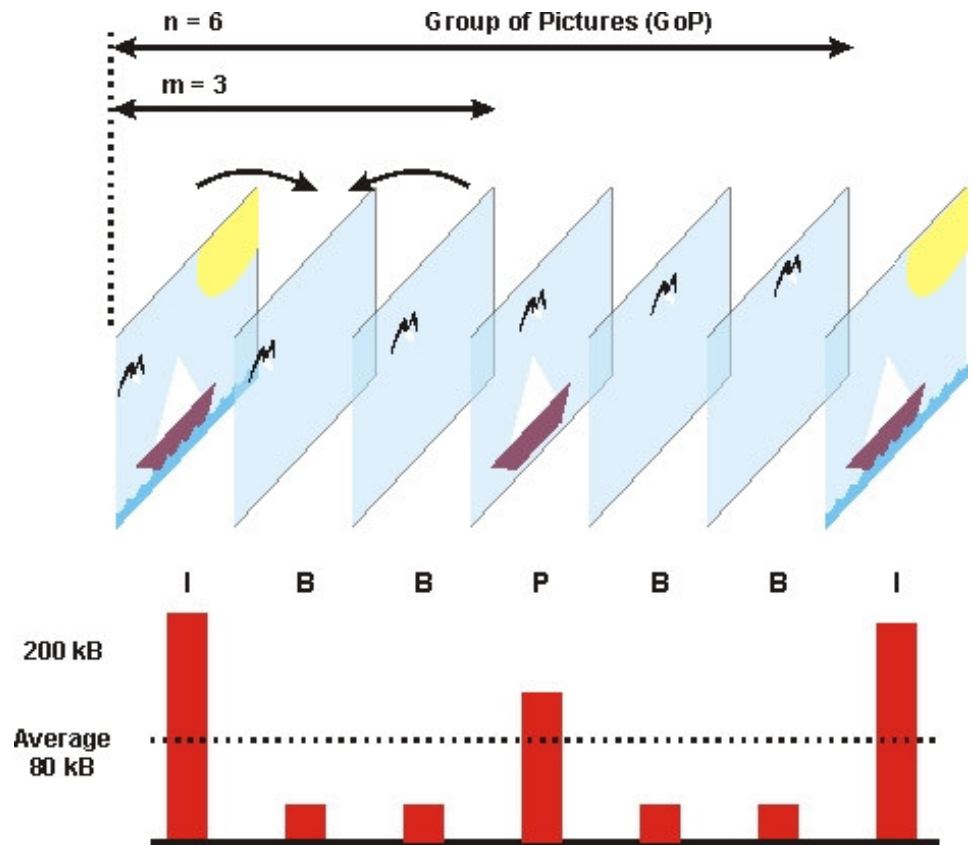 n = 6 Group of Pictures (GoP)
m = 3
I B B P B B I
200 kB
Average
80 kB